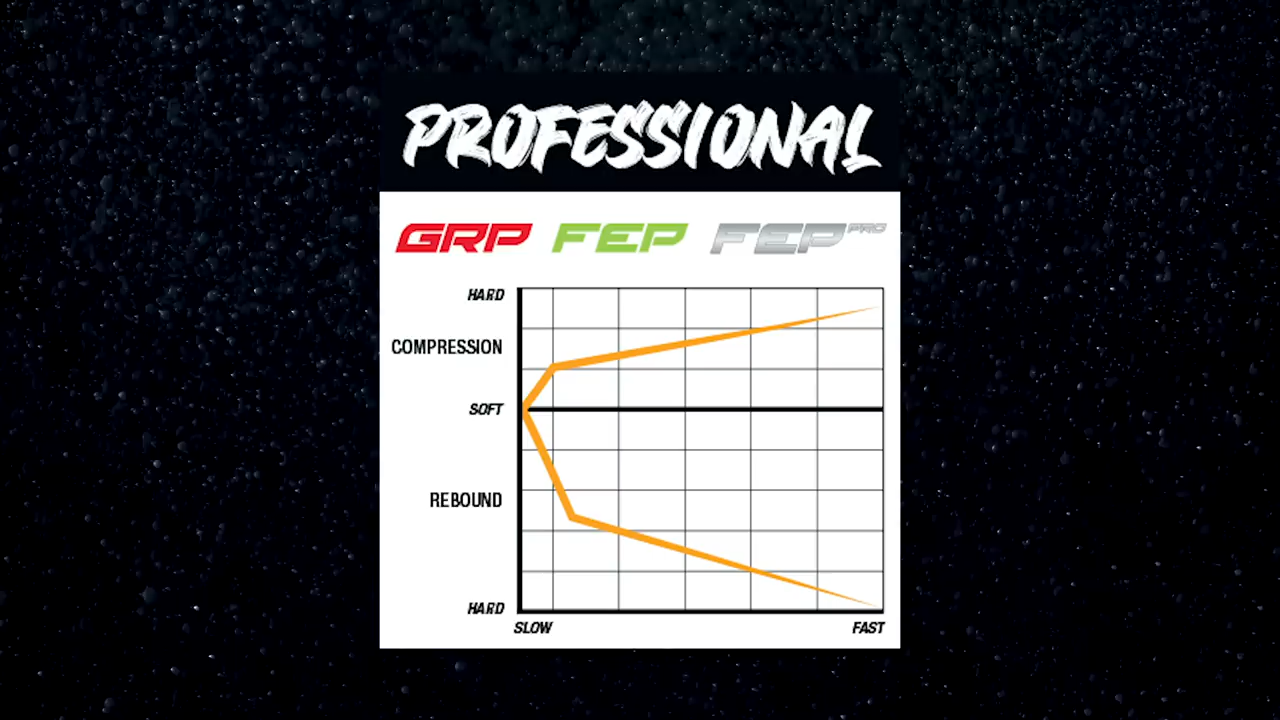 PROFESSIONAL
GRP FEP FEP PRO
HARD
COMPRESSION
SOFT
REBOUND
HARD
SLOW FAST